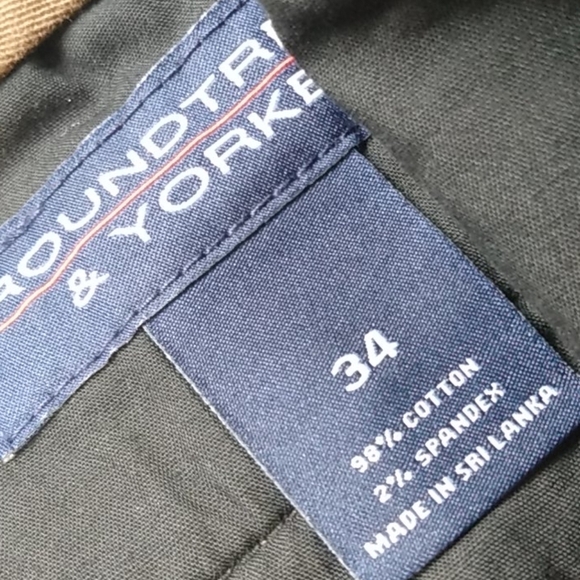 ROUNDTR
& YORKE
34
98% COTTON
2% SPANDEX
MADE IN SRI LANKA